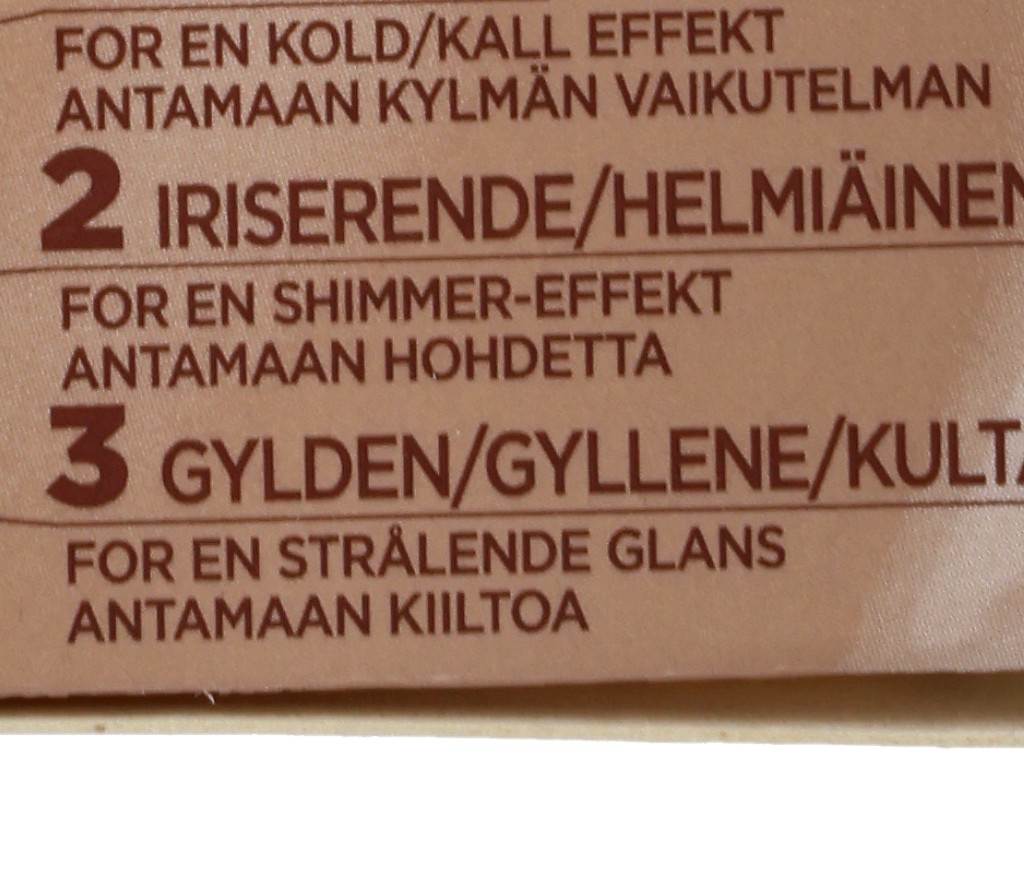 FOR EN KOLD/KALL EFFEKT
ANTAMAAN KYLMÄN VAIKUTELMAN
2 IRISERENDE/HELMIÄINEN
FOR EN SHIMMER-EFFEKT
ANTAMAAN HOHDETTA
3 GYLDEN/GYLLENE/KULTA
FOR EN STRÅLENDE GLANS
ANTAMAAN KIILTOA